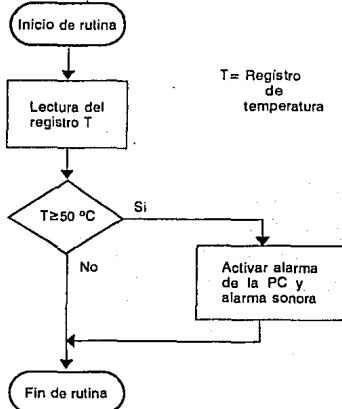 Inicio de rutina
Lectura del
registro T
T= Registro
de
temperatura
T≥50 ºC
Si
No
Activar alarma
de la PC y
alarma sonora
Fin de rutina